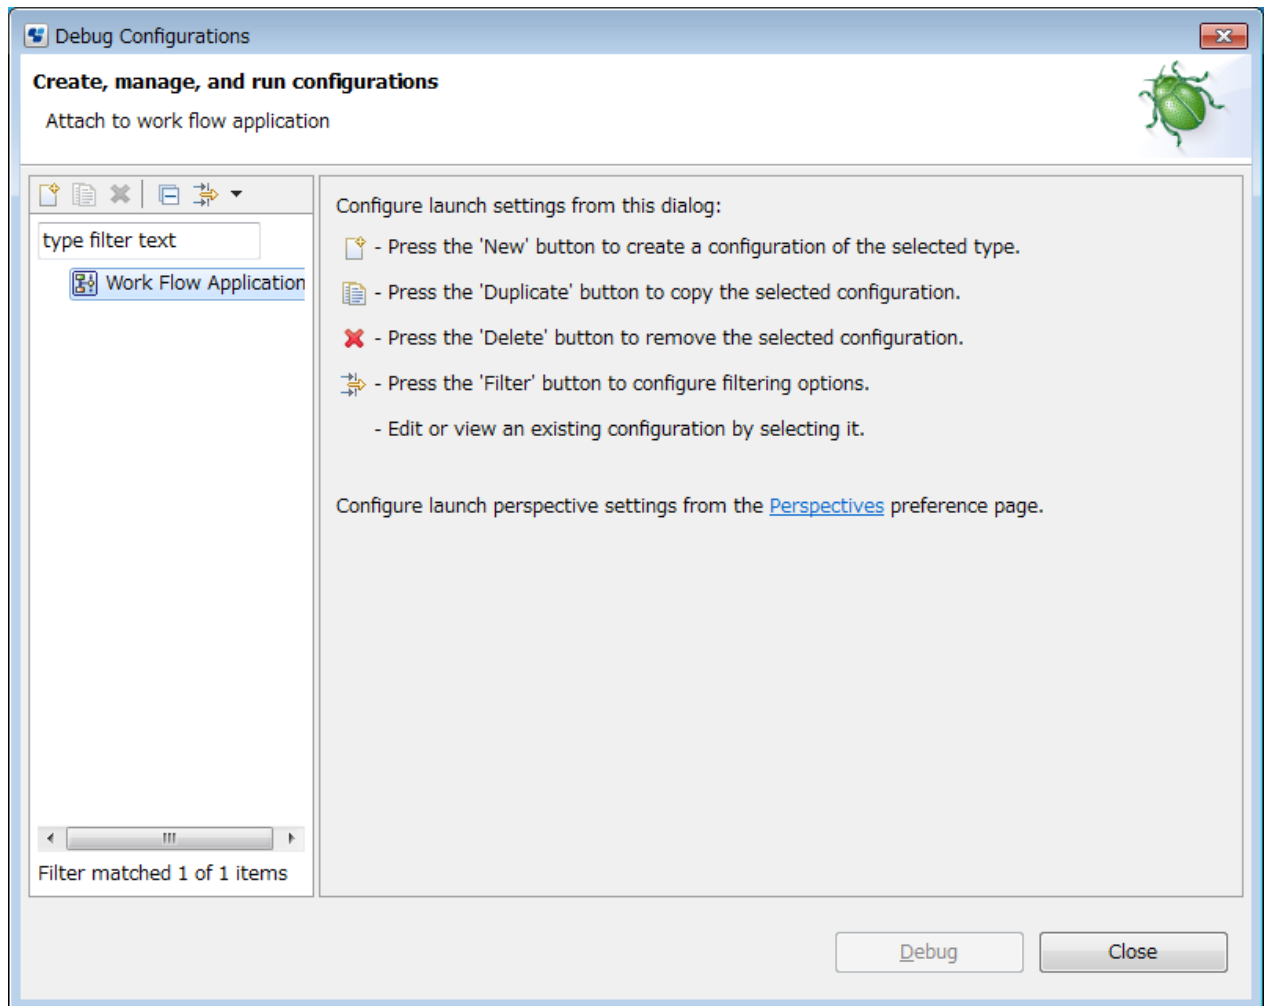 Debug Configurations
Create, manage, and run configurations
Attach to work flow application
type filter text
Work Flow Application
Filter matched 1 of 1 items
Configure launch settings from this dialog:
- Press the 'New' button to create a configuration of the selected type.
- Press the 'Duplicate' button to copy the selected configuration.
- Press the 'Delete' button to remove the selected configuration.
- Press the 'Filter' button to configure filtering options.
- Edit or view an existing configuration by selecting it.
Configure launch perspective settings from the Perspectives preference page.
Debug
Close